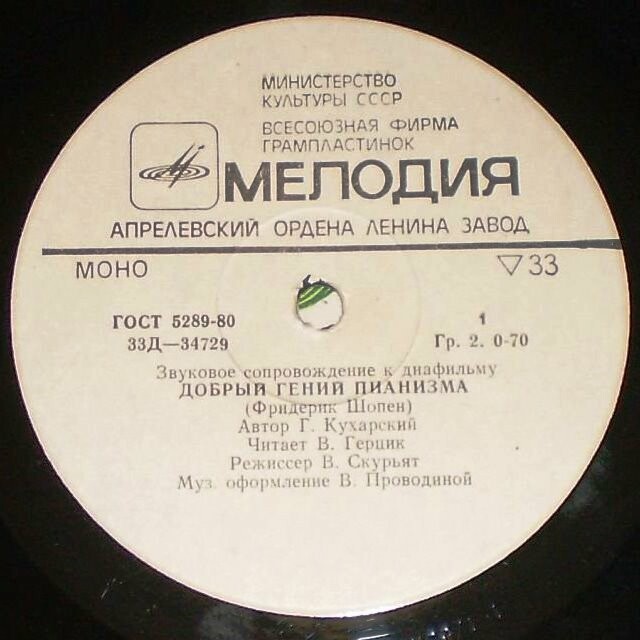 МИНИСТЕРСТВО
КУЛЬТУРЫ СССР
ВСЕСОЮЗНАЯ ФИРМА
ГРАМПЛАСТИНОК
МЕЛОДИЯ
АПРЕЛЕВСКИЙ ОРДЕНА ЛЕНИНА ЗАВОД
МОНО ▽33
ГОСТ 5289-80 1
33Д—34729 Гр. 2. 0-70
Звуковое сопровождение к диафильму
ДОБРЫЙ ГЕНИЙ ПИАНИЗМА
(Фридерик Шопен)
Автор Г. Кухарский
Читает В. Герцик
Режиссер В. Скурьят
Муз. оформление В. Проводиной